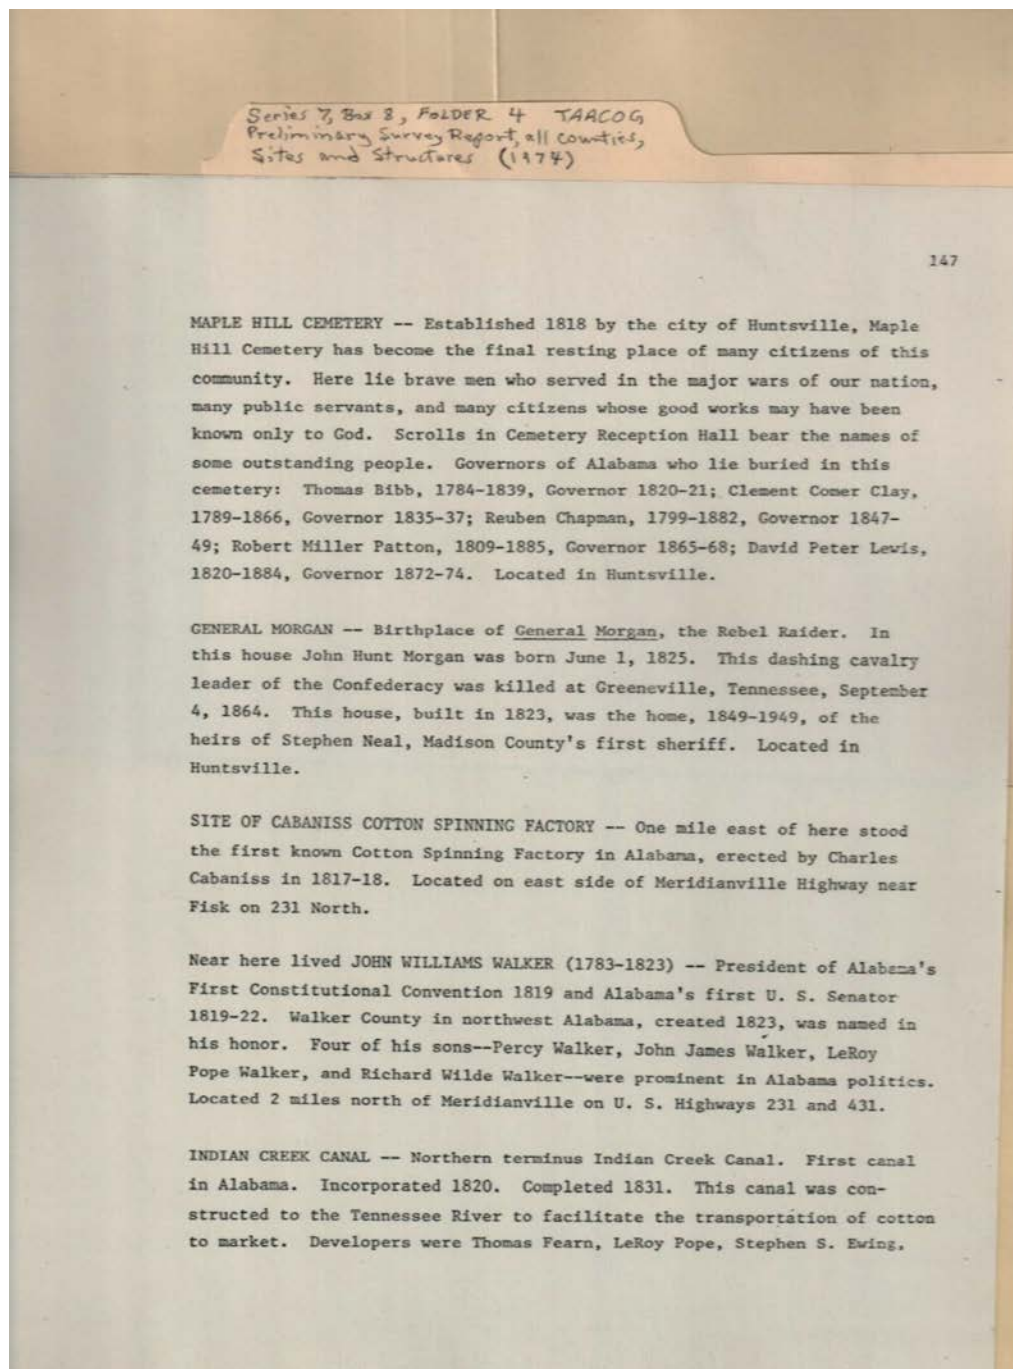 Series 7, Box 8, FOLDER 4 TAACOG
Preliminary Survey Report, all counties,
Sites and Structures (1974)
147
MAPLE HILL CEMETERY -- Established 1818 by the city of Huntsville, Maple
Hill Cemetery has become the final resting place of many citizens of this
community. Here lie brave men who served in the major wars of our nation,
many public servants, and many citizens whose good works may have been
known only to God. Scrolls in Cemetery Reception Hall bear the names of
some outstanding people. Governors of Alabama who lie buried in this
cemetery: Thomas Bibb, 1784-1839, Governor 1820-21; Clement Comer Clay,
1789-1866, Governor 1835-37; Reuben Chapman, 1799-1882, Governor 1847-
49; Robert Miller Patton, 1809-1885, Governor 1865-68; David Peter Lewis,
1820-1884, Governor 1872-74. Located in Huntsville.
GENERAL MORGAN -- Birthplace of General Morgan, the Rebel Raider. In
this house John Hunt Morgan was born June 1, 1825. This dashing cavalry
leader of the Confederacy was killed at Greeneville, Tennessee, September
4, 1864. This house, built in 1823, was the home, 1849-1949, of the
heirs of Stephen Neal, Madison County's first sheriff. Located in
Huntsville.
SITE OF CABANISS COTTON SPINNING FACTORY -- One mile east of here stood
the first known Cotton Spinning Factory in Alabama, erected by Charles
Cabaniss in 1817-18. Located on east side of Meridianville Highway near
Fisk on 231 North.
Near here lived JOHN WILLIAMS WALKER (1783-1823) -- President of Alabama's
First Constitutional Convention 1819 and Alabama's first U. S. Senator
1819-22. Walker County in northwest Alabama, created 1823, was named in
his honor. Four of his sons--Percy Walker, John James Walker, LeRoy
Pope Walker, and Richard Wilde Walker--were prominent in Alabama politics.
Located 2 miles north of Meridianville on U. S. Highways 231 and 431.
INDIAN CREEK CANAL -- Northern terminus Indian Creek Canal. First canal
in Alabama. Incorporated 1820. Completed 1831. This canal was con-
structed to the Tennessee River to facilitate the transportation of cotton
to market. Developers were Thomas Fearn, LeRoy Pope, Stephen S. Ewing,